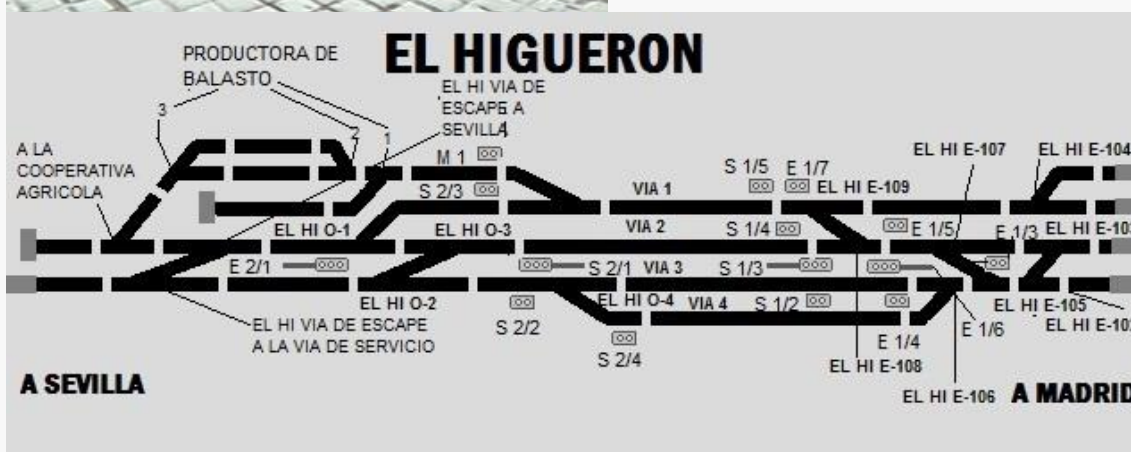 EL HIGUERON
PRODUCTORA DE
BALASTO
EL HI VIA DE
ESCAPE A
SEVILLA
3
2
1
A LA
COOPERATIVA
AGRICOLA
M 1
S 2/3
VIA 1
S 1/5
E 1/7
EL HI E-109
EL HI E-107
EL HI E-104
EL HI O-1
EL HI O-3
VIA 2
S 1/4
E 1/5
E 1/3
E 2/1
S 2/1
VIA 3
S 1/3
EL HI O-2
EL HI O-4
VIA 4
S 1/2
EL HI E-105
S 2/2
EL HI VIA DE ESCAPE
A LA VIA DE SERVICIO
S 2/4
E 1/4
E 1/6
EL HI E-108
EL HI E-106
A SEVILLA
A MADRID